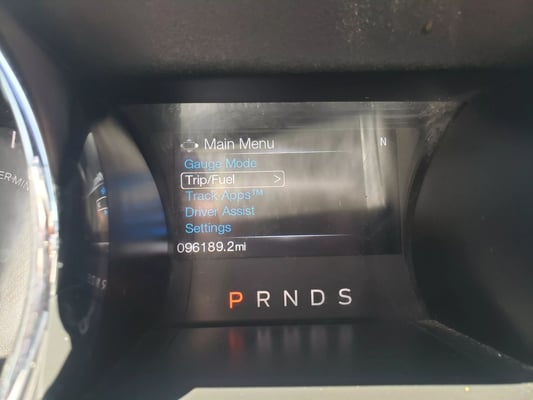 Main Menu
N
Gauge Mode
Trip/Fuel >
Track Apps™
Driver Assist
Settings
096189.2mi
P R N D S